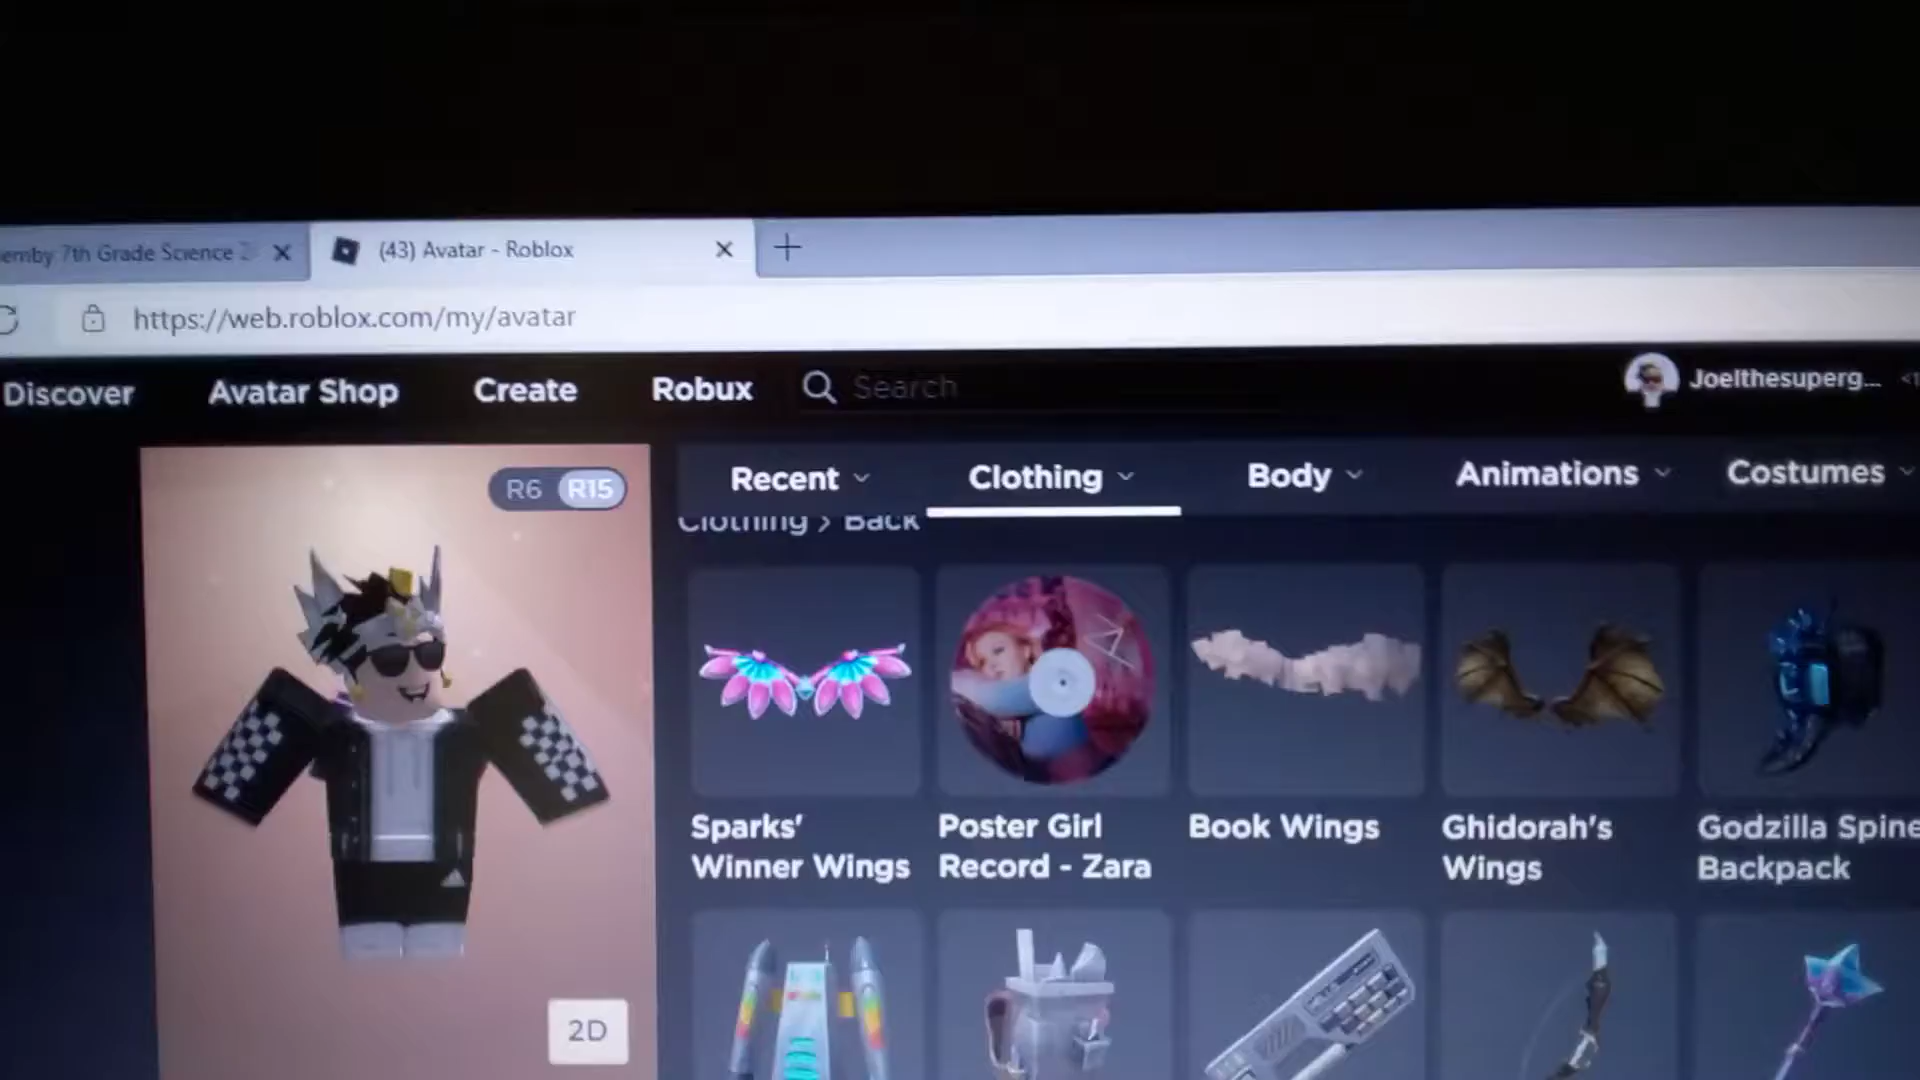 7th Grade Science
(43) Avatar - Roblox
https://web.roblox.com/my/avatar
Discover
Avatar Shop
Create
Robux
Search
Joelthesuperg...
R6
R15
Recent
Clothing
Body
Animations
Costumes
Clothing > Back
Sparks'
Winner Wings
Poster Girl
Record - Zara
Book Wings
Ghidorah's
Wings
Godzilla Spine
Backpack
2D